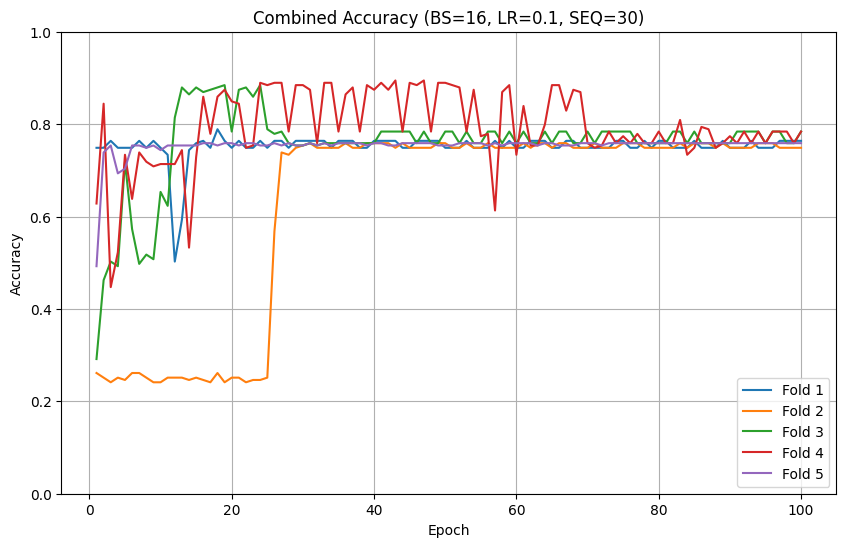 Combined Accuracy (BS=16, LR=0.1, SEQ=30)
1.0
0.8
0.6
0.4
0.2
0.0
Accuracy
0 20 40 60 80 100
Epoch
Fold 1
Fold 2
Fold 3
Fold 4
Fold 5